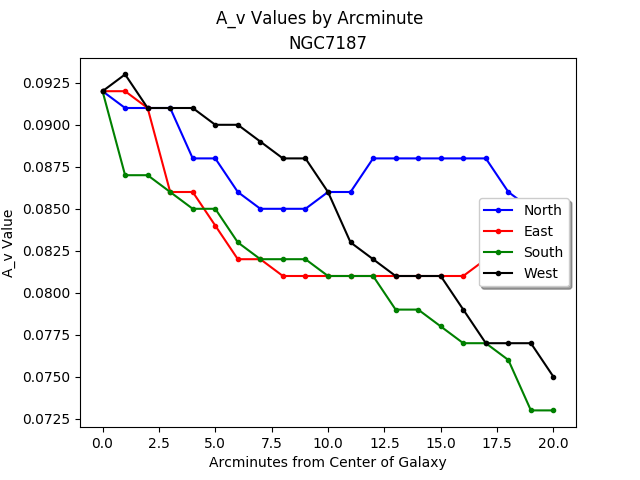 A_v Values by Arcminute
NGC7187
0.0925
0.0900
0.0875
0.0850
0.0825
0.0800
0.0775
0.0750
0.0725
A_v Value
North
East
South
West
0.0 2.5 5.0 7.5 10.0 12.5 15.0 17.5 20.0
Arcminutes from Center of Galaxy